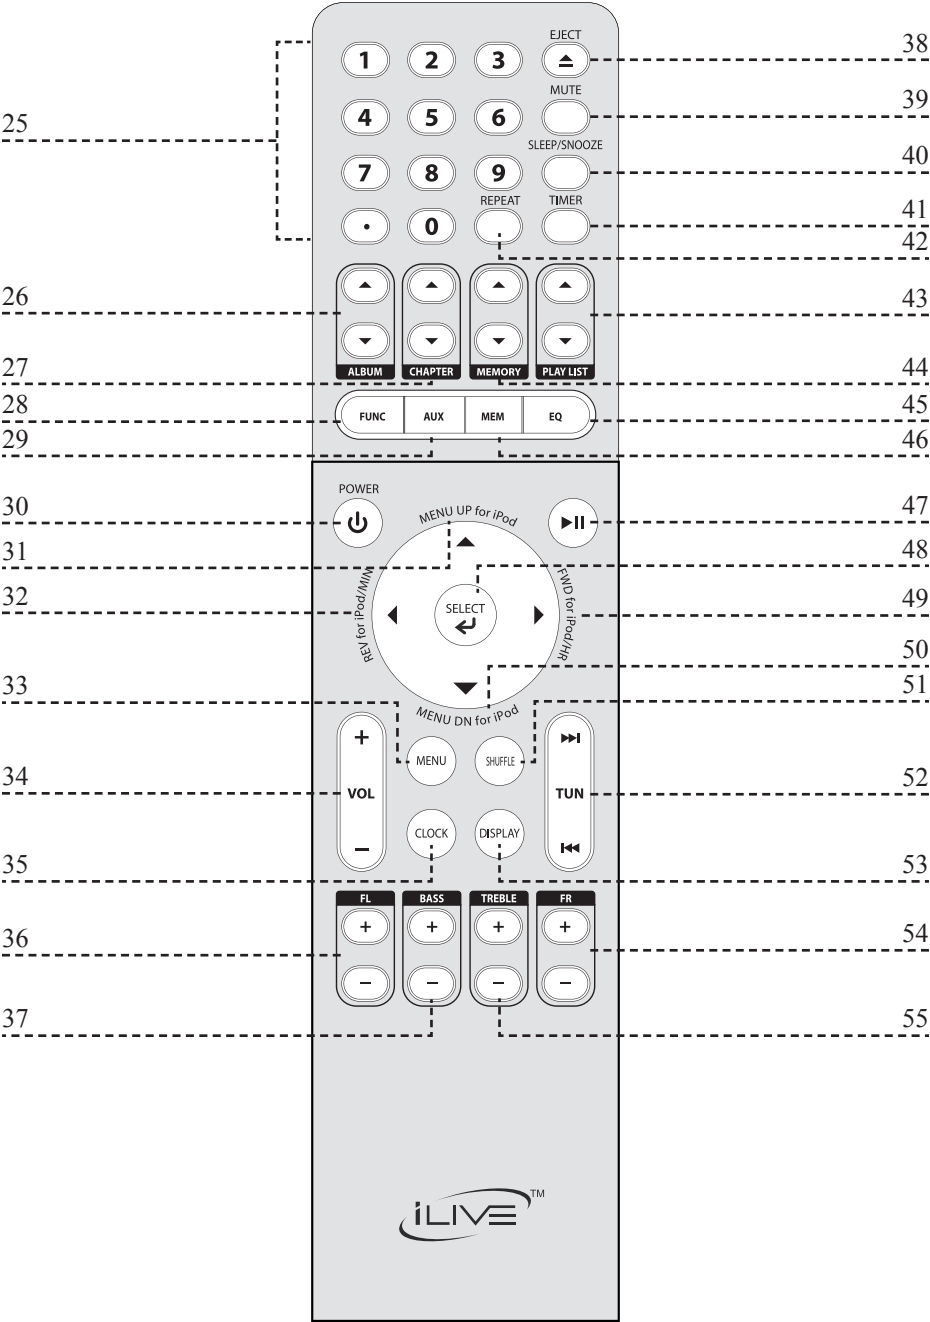 EJECT
38
1 2 3
MUTE
39
25
4 5 6
SLEEP/SNOOZE
40
7 8 9
REPEAT TIMER
41
. 0
42
26
43
27
ALBUM CHAPTER MEMORY PLAY LIST
44
28
FUNC AUX MEM EQ
45
29
46
POWER
30
MENU UP for iPod
47
31
48
32
REV for iPod/MIN
SELECT
FWD for iPod/HR
49
50
33
MENU DN for iPod
51
+
MENU SHUFFLE
34
VOL
TUN
52
CLOCK DISPLAY
–
35
53
FL BASS TREBLE FR
+ + + +
36
54
– – – –
37
55
iLIVE TM